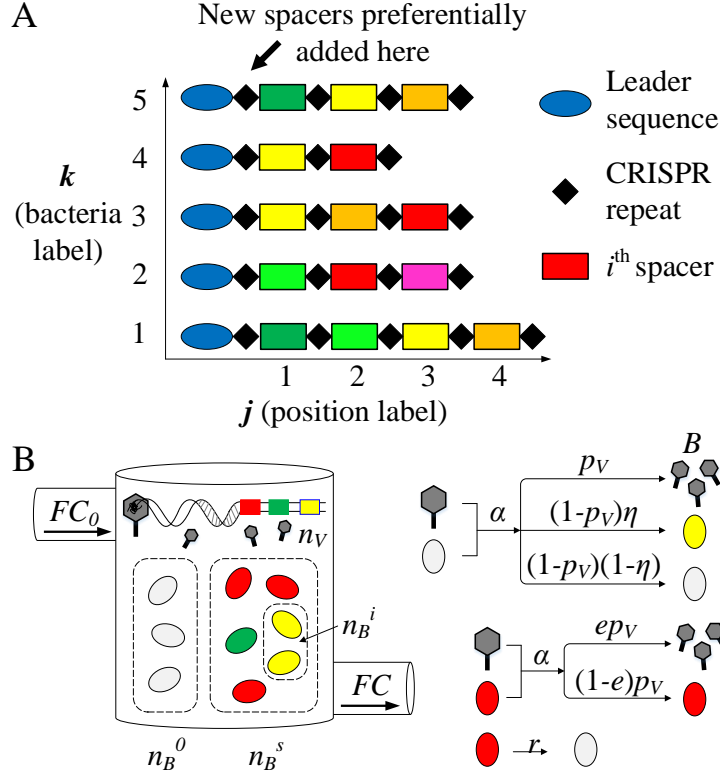 A
New spacers preferentially
added here
5
4
3
2
1
k
(bacteria
label)
1 2 3 4
j (position label)
Leader
sequence
CRISPR
repeat
i^th spacer
B
FC_0
n_V
n_B^i
FC
n_B^0 n_B^s
α
p_V
B
(1-p_V)η
(1-p_V)(1-η)
α
ep_V
(1-e)p_V
r